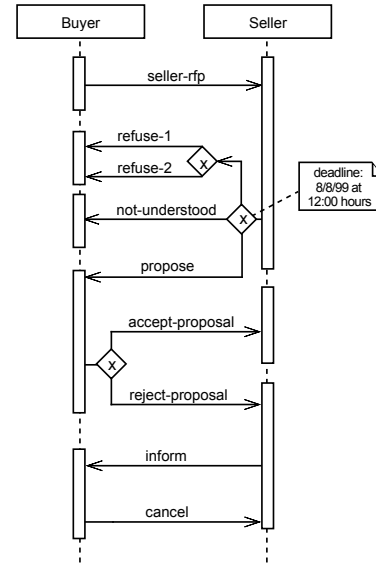 Buyer
Seller
seller-rfp
refuse-1
x
refuse-2
deadline:
8/8/99 at
12:00 hours
not-understood
x
propose
accept-proposal
x
reject-proposal
inform
cancel